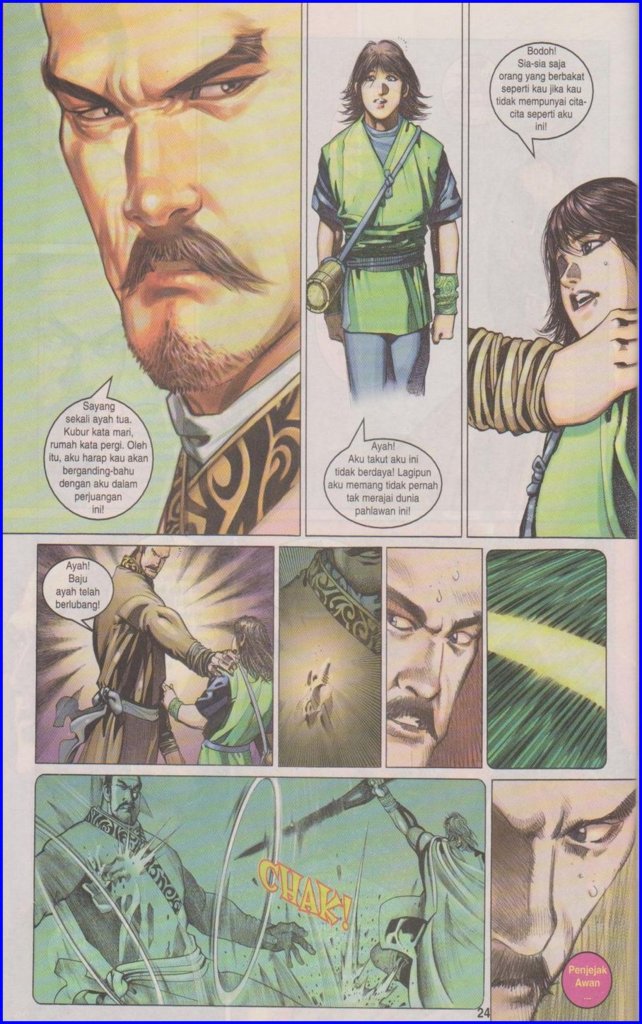 Sayang
sekali ayah tua.
Kubur kata mari,
rumah kata pergi. Oleh
itu, aku harap kau akan
berganding-bahu
dengan aku dalam
perjuangan
ini!
Ayah!
Aku takut aku ini
tidak berdaya! Lagipun
aku memang tidak pernah
tak merajai dunia
pahlawan ini!
Bodoh!
Sia-sia saja
orang yang berbakat
seperti kau jika kau
tidak mempunyai cita-
cita seperti aku
ini!
Ayah!
Baju
ayah telah
berlubang!
CHAK!
Penjejak
Awan
...
24